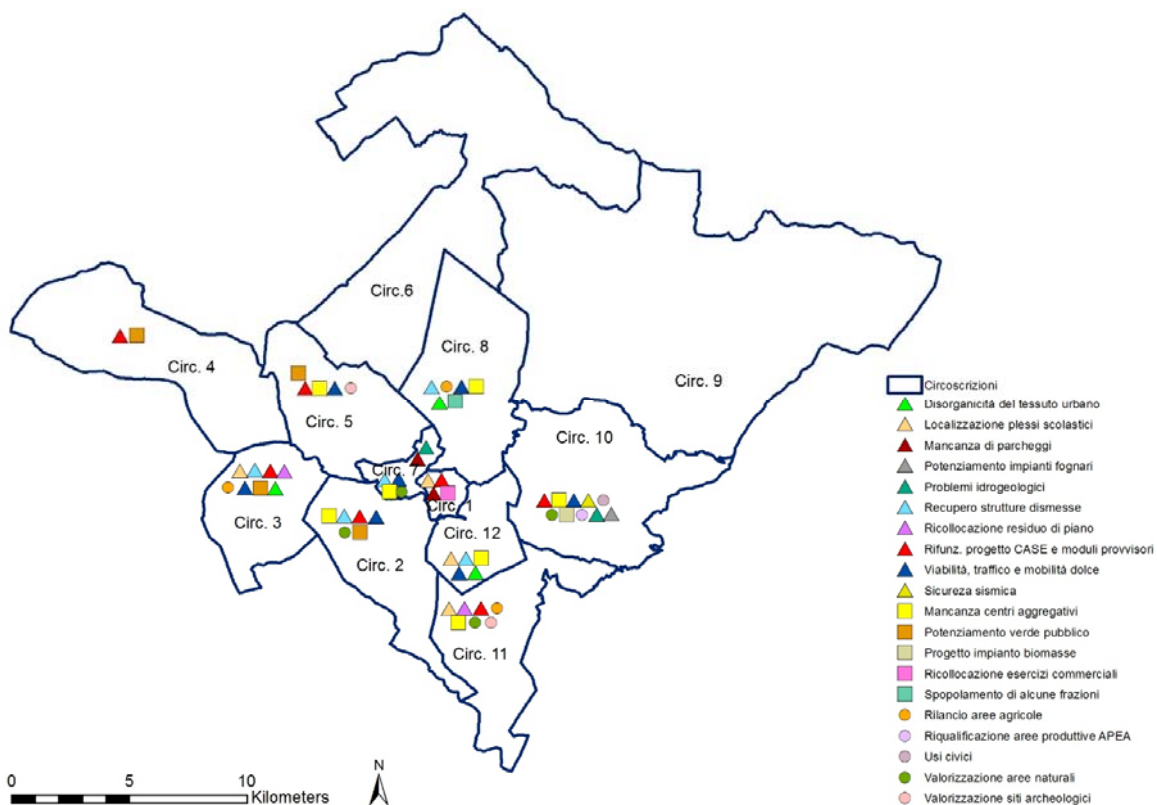 Circ.6
Circ. 8
Circ. 4
Circ. 9
Circ. 5
Circ. 10
Circ. 7
Circ. 1
Circ. 3
Circ. 12
Circ. 2
Circ. 11
Circoscrizioni
Disorganicità del tessuto urbano
Localizzazione plessi scolastici
Mancanza di parcheggi
Potenziamento impianti fognari
Problemi idrogeologici
Recupero strutture dismesse
Ricollocazione residuo di piano
Rifunz. progetto CASE e moduli provvisori
Viabilità, traffico e mobilità dolce
Sicureza sismica
Mancanza centri aggregativi
Potenziamento verde pubblico
Progetto impianto biomasse
Ricollocazione esercizi commerciali
Spopolamento di alcune frazioni
Rilancio aree agricole
Riqualificazione aree produttive APEA
Usi civici
Valorizzazione aree naturali
Valorizzazione siti archeologici
0 5 10
Kilometers
N